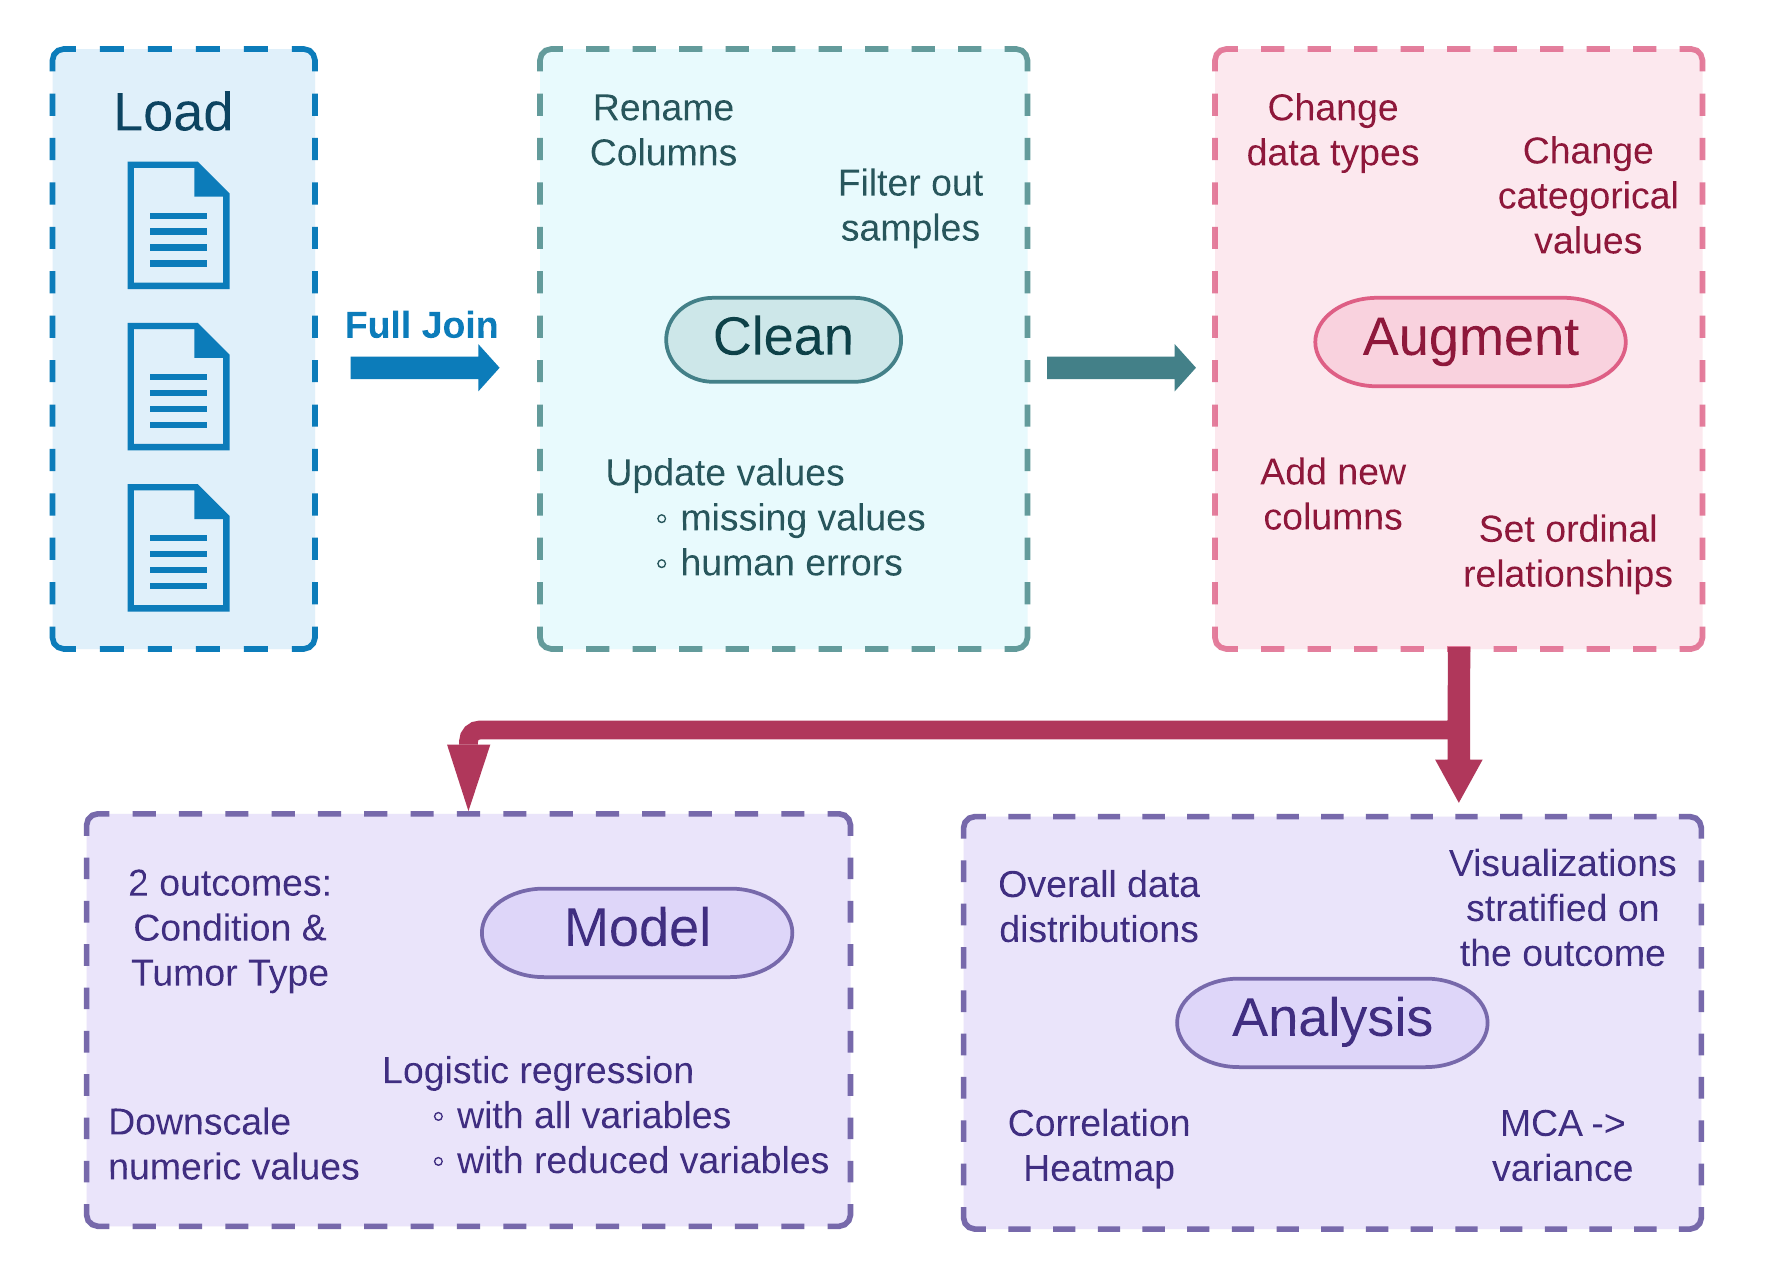 Load
Full Join
Rename
Columns
Filter out
samples
Clean
Update values
◦ missing values
◦ human errors
Change
data types
Change
categorical
values
Augment
Add new
columns
Set ordinal
relationships
2 outcomes:
Condition &
Tumor Type
Model
Downscale
numeric values
Logistic regression
◦ with all variables
◦ with reduced variables
Overall data
distributions
Visualizations
stratified on
the outcome
Analysis
Correlation
Heatmap
MCA ->
variance